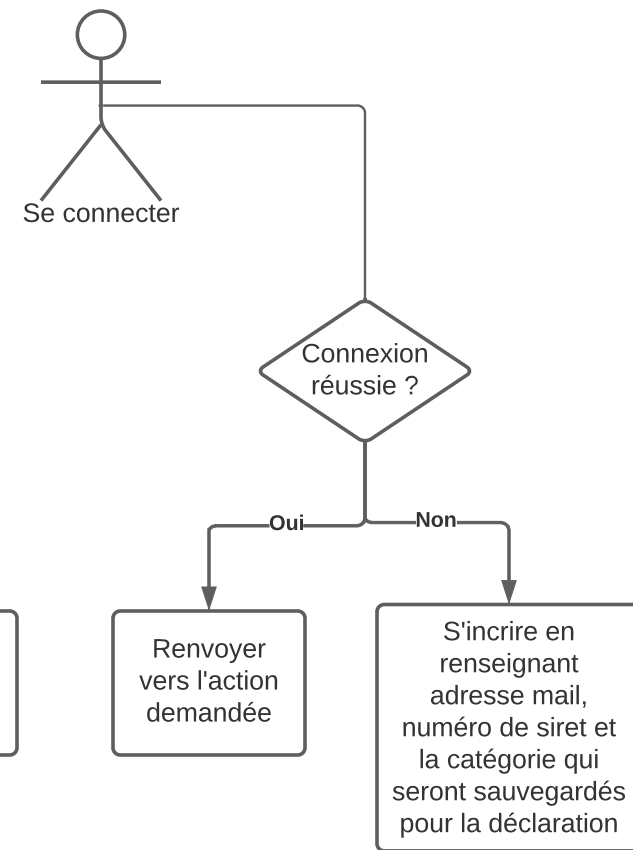 Se connecter
Connexion
réussie ?
Oui
Non
Renvoyer
vers l'action
demandée
S'incrire en
renseignant
adresse mail,
numéro de siret et
la catégorie qui
seront sauvegardés
pour la déclaration